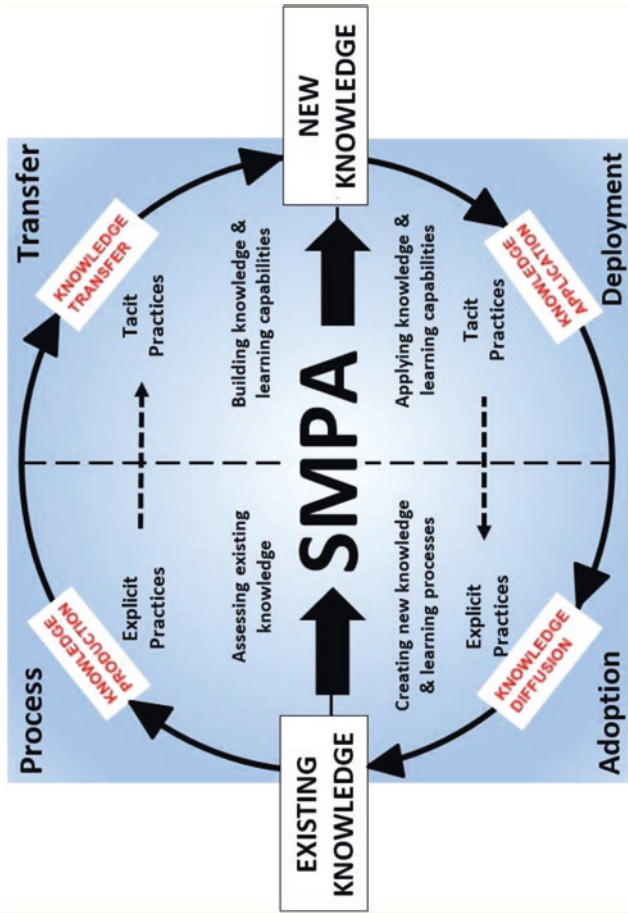 Process
Transfer
KNOWLEDGE
PRODUCTION
KNOWLEDGE
TRANSFER
Explicit
Practices
Tacit
Practices
Assessing existing
knowledge
Building knowledge &
learning capabilities
EXISTING
KNOWLEDGE
SMPA
NEW
KNOWLEDGE
Creating new knowledge
& learning processes
Applying knowledge &
learning capabilities
Explicit
Practices
Tacit
Practices
KNOWLEDGE
DIFFUSION
KNOWLEDGE
APPLICATION
Adoption
Deployment